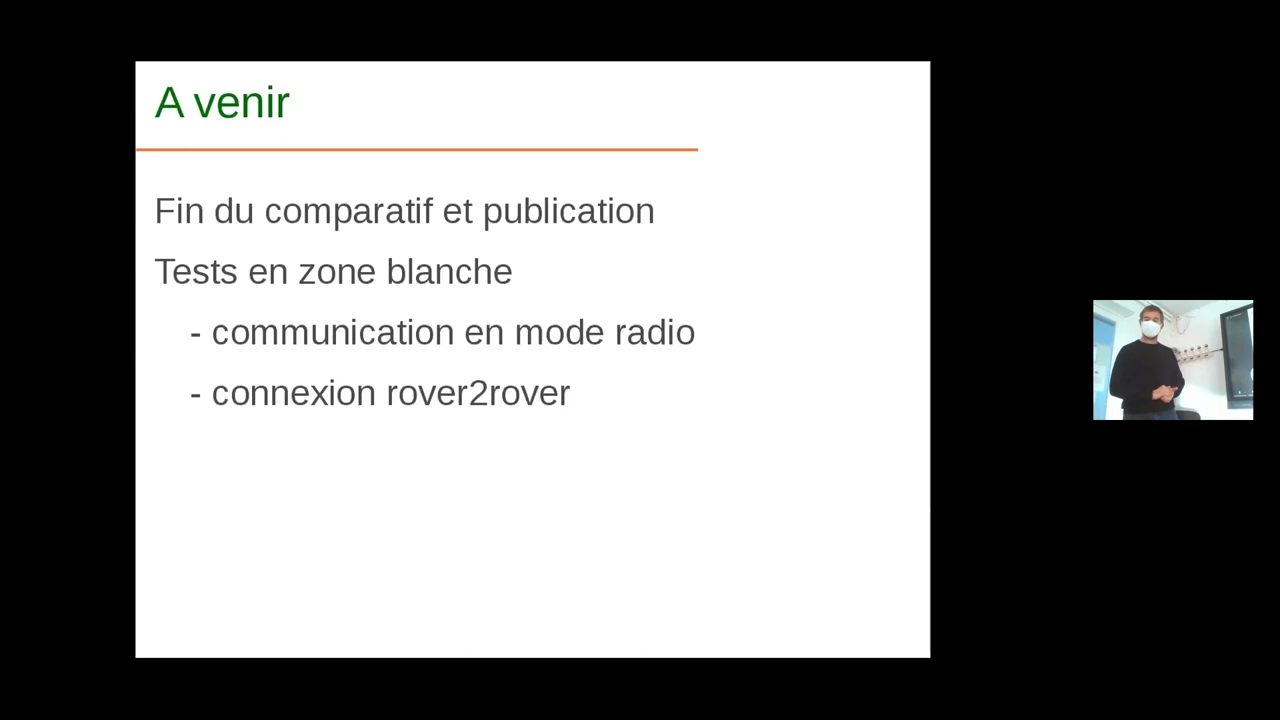 A venir
Fin du comparatif et publication
Tests en zone blanche
- communication en mode radio
- connexion rover2rover